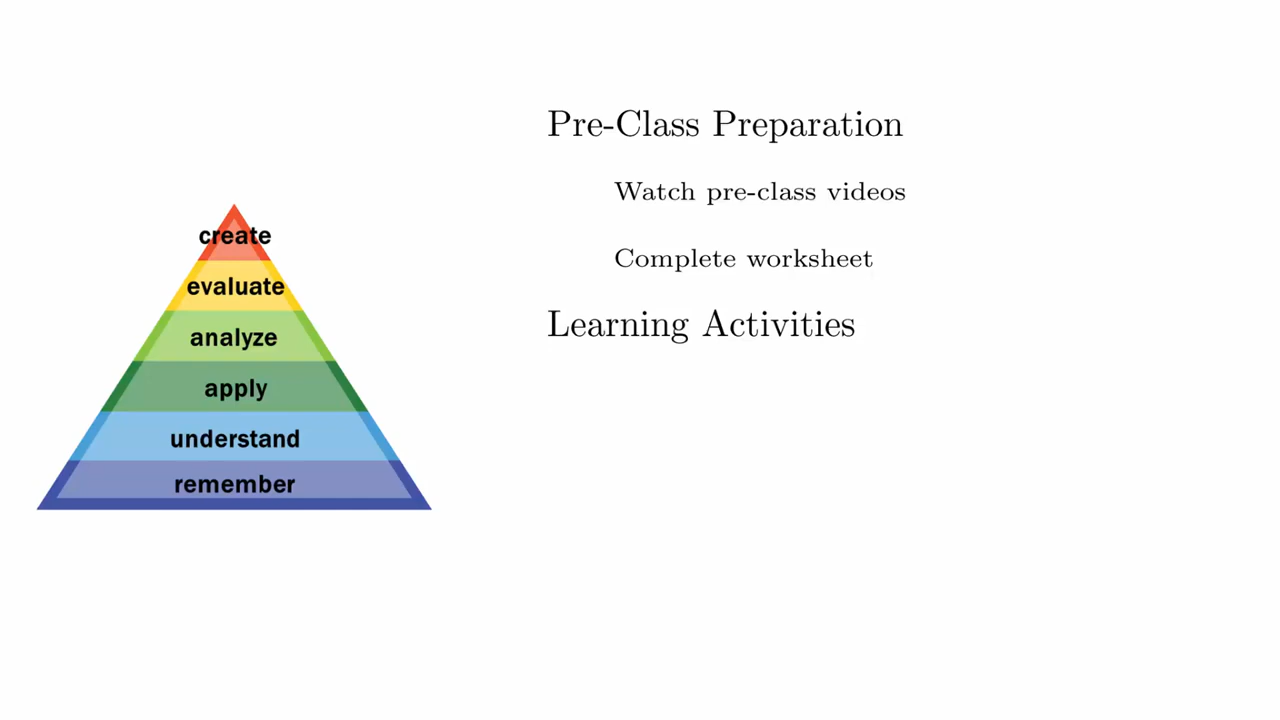 create
evaluate
analyze
apply
understand
remember
Pre-Class Preparation
Watch pre-class videos
Complete worksheet
Learning Activities